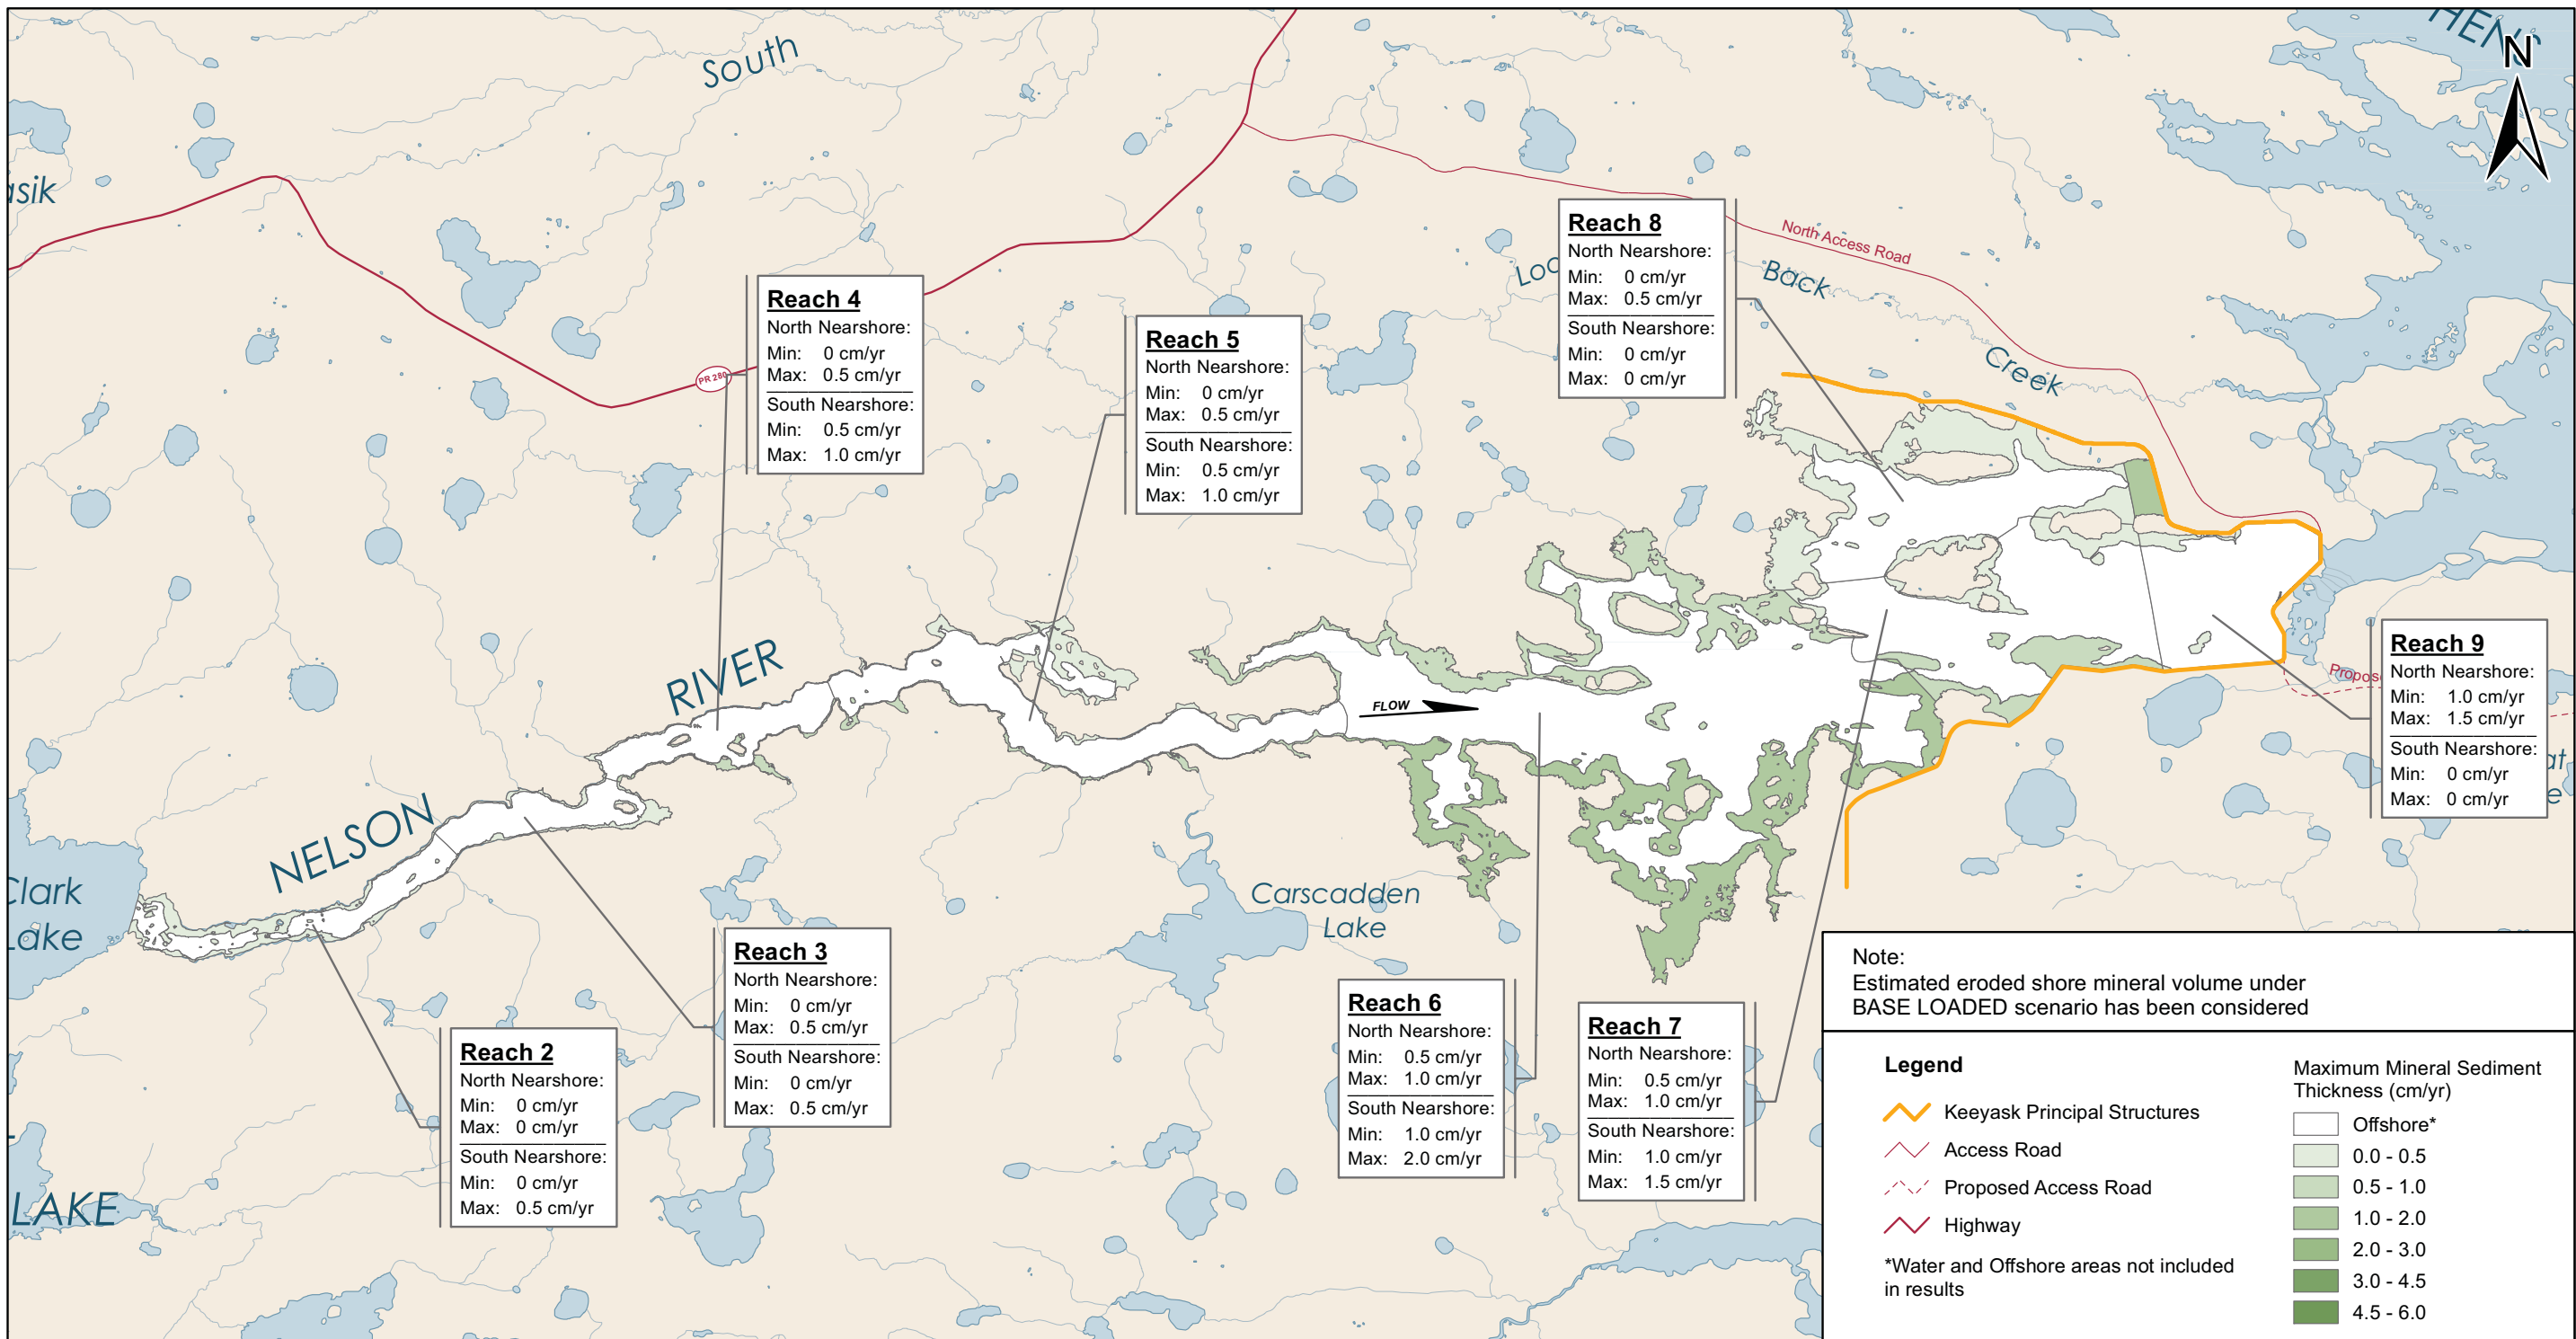 South
HENS
N
asik
North Access Road
Back
Creek
PR 280
Reach 8
North Nearshore:
Min: 0 cm/yr
Max: 0.5 cm/yr
South Nearshore:
Min: 0 cm/yr
Max: 0 cm/yr
Reach 4
North Nearshore:
Min: 0 cm/yr
Max: 0.5 cm/yr
South Nearshore:
Min: 0.5 cm/yr
Max: 1.0 cm/yr
Reach 5
North Nearshore:
Min: 0 cm/yr
Max: 0.5 cm/yr
South Nearshore:
Min: 0.5 cm/yr
Max: 1.0 cm/yr
NELSON RIVER
FLOW
Reach 9
North Nearshore:
Min: 1.0 cm/yr
Max: 1.5 cm/yr
South Nearshore:
Min: 0 cm/yr
Max: 0 cm/yr
Clark
Lake
Carscadden
Lake
Reach 3
North Nearshore:
Min: 0 cm/yr
Max: 0.5 cm/yr
South Nearshore:
Min: 0 cm/yr
Max: 0.5 cm/yr
Reach 2
North Nearshore:
Min: 0 cm/yr
Max: 0 cm/yr
South Nearshore:
Min: 0 cm/yr
Max: 0.5 cm/yr
Reach 6
North Nearshore:
Min: 0.5 cm/yr
Max: 1.0 cm/yr
South Nearshore:
Min: 1.0 cm/yr
Max: 2.0 cm/yr
Reach 7
North Nearshore:
Min: 0.5 cm/yr
Max: 1.0 cm/yr
South Nearshore:
Min: 1.0 cm/yr
Max: 1.5 cm/yr
LAKE
Note:
Estimated eroded shore mineral volume under
BASE LOADED scenario has been considered
Legend
Keeyask Principal Structures
Access Road
Proposed Access Road
Highway
*Water and Offshore areas not included
in results
Maximum Mineral Sediment
Thickness (cm/yr)
Offshore*
0.0 - 0.5
0.5 - 1.0
1.0 - 2.0
2.0 - 3.0
3.0 - 4.5
4.5 - 6.0